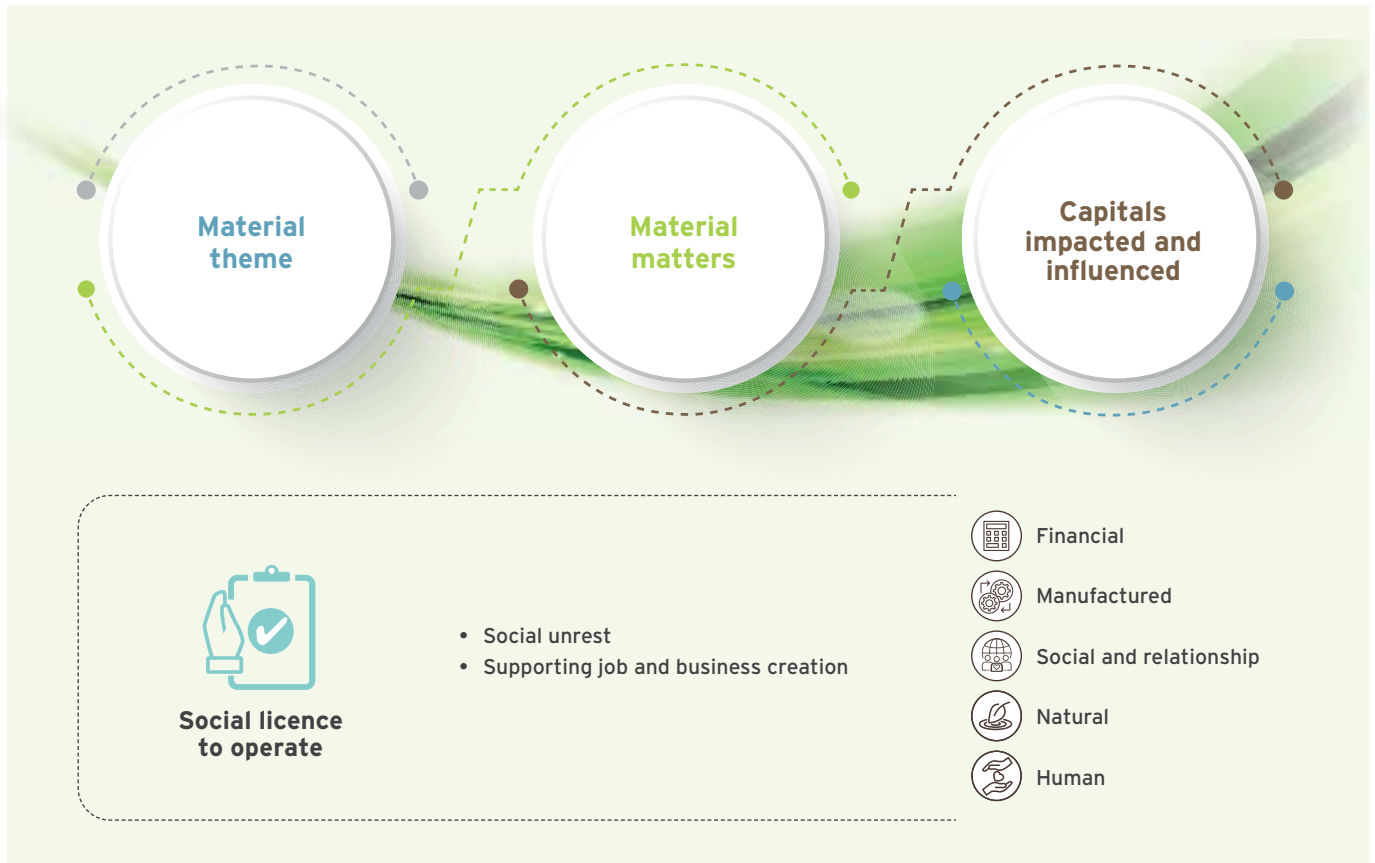 Material
theme
Material
matters
Capitals
impacted and
influenced
Social licence
to operate
• Social unrest
• Supporting job and business creation
Financial
Manufactured
Social and relationship
Natural
Human